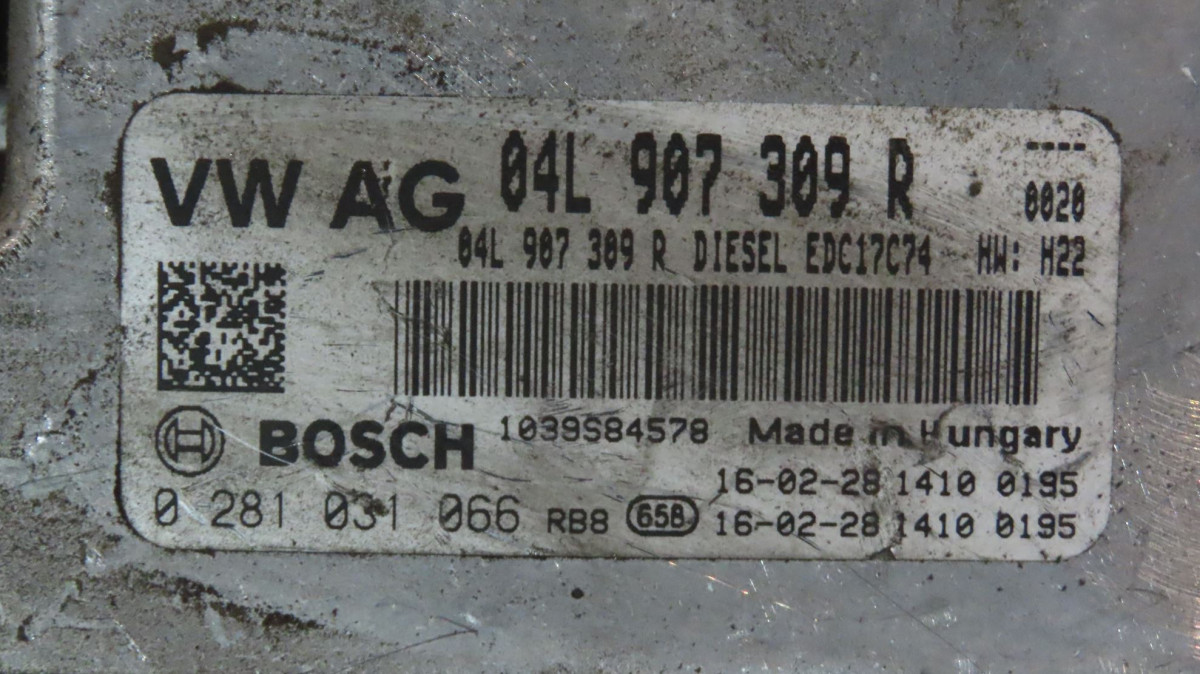 VW AG 04L 907 309 R ----
0020
04L 907 309 R DIESEL EDC17C74 HW: H22
BOSCH 1039S84578 Made in Hungary
16-02-28 1410 0195
0 281 031 066 RB8 65B 16-02-28 1410 0195